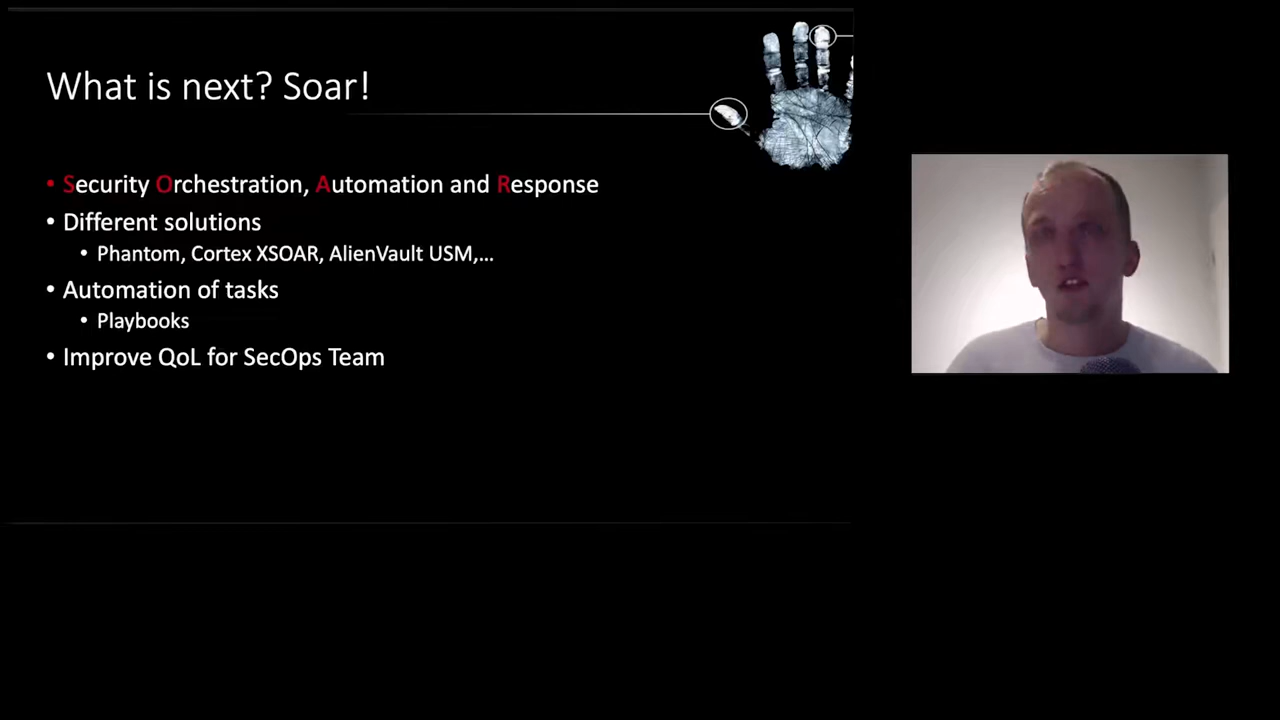 What is next? Soar!
• Security Orchestration, Automation and Response
• Different solutions
• Phantom, Cortex XSOAR, AlienVault USM,...
• Automation of tasks
• Playbooks
• Improve QoL for SecOps Team